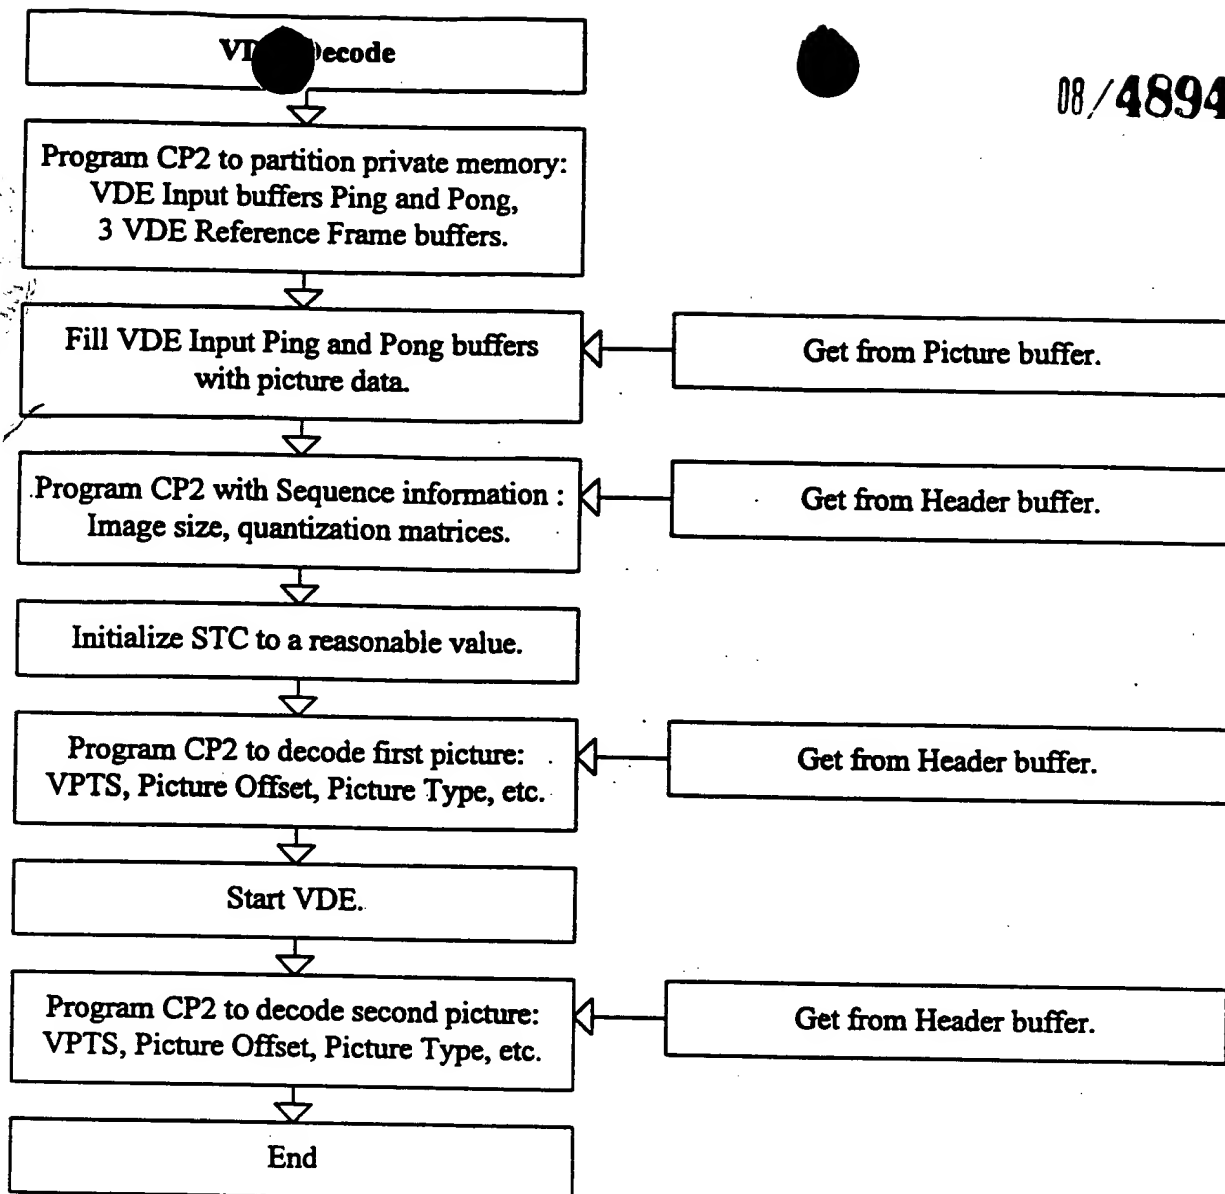 Decode
08/4894
Program CP2 to partition private memory:
VDE Input buffers Ping and Pong,
3 VDE Reference Frame buffers.
Fill VDE Input Ping and Pong buffers
with picture data.
Get from Picture buffer.
Program CP2 with Sequence information :
Image size, quantization matrices.
Get from Header buffer.
Initialize STC to a reasonable value.
Program CP2 to decode first picture:
VPTS, Picture Offset, Picture Type, etc.
Get from Header buffer.
Start VDE.
Program CP2 to decode second picture:
VPTS, Picture Offset, Picture Type, etc.
Get from Header buffer.
End